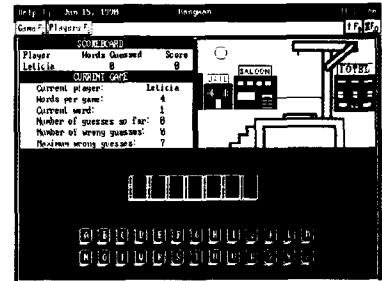 Help Jun 15, 1990 Hangman
Game F Players F
SCOREBOARD
Player Words Guessed Score
Leticia 0 0
CURRENT GAME
Current player: Leticia
Words per game: 4
Current word: 1
Number of guesses so far: 0
Number of wrong guesses: 0
Maximum wrong guesses: 7
JAIL
SALOON
HOTEL
A B C D E F G H I J K L M
N O P Q R S T U V W X Y Z